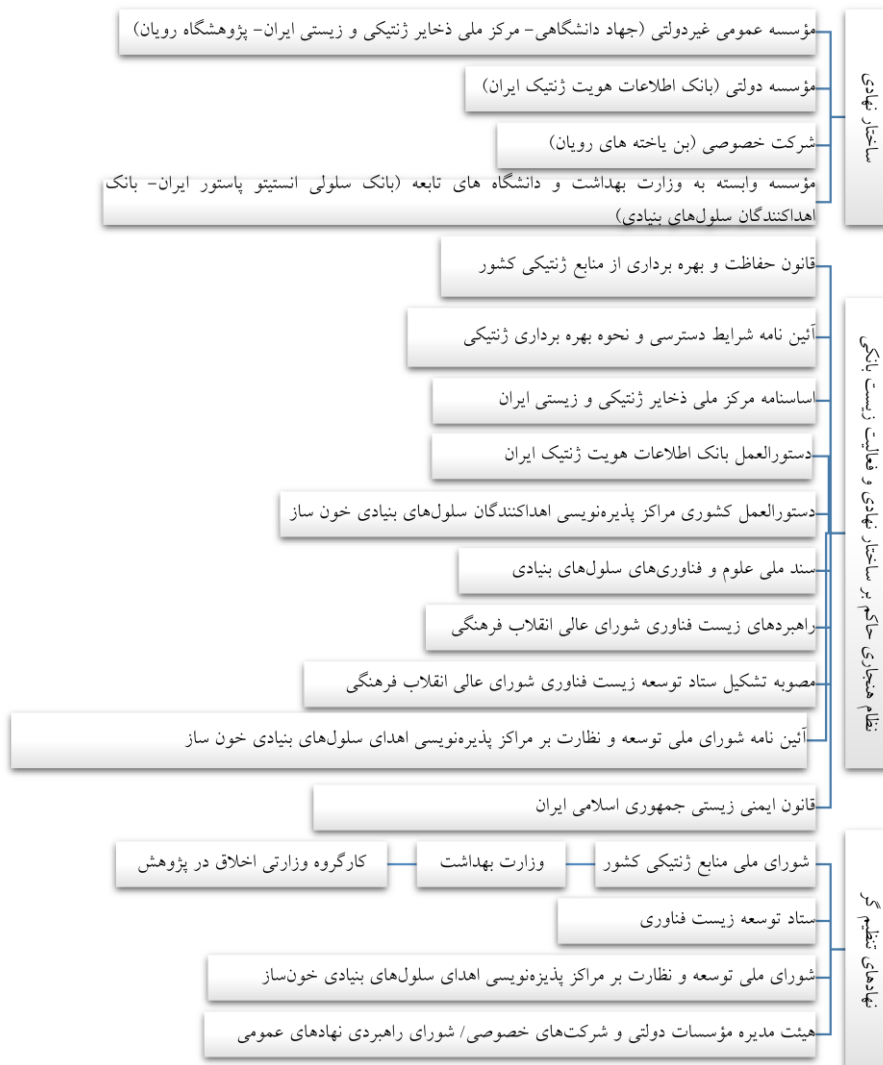 ساختار نهادی
مؤسسه عمومی غیردولتی (جهاد دانشگاهی- مرکز ملی ذخایر ژنتیکی و زیستی ایران- پژوهشگاه رویان)
مؤسسه دولتی (بانک اطلاعات هویت ژنتیک ایران)
شرکت خصوصی (بن یاخته های رویان)
مؤسسه وابسته به وزارت بهداشت و دانشگاه های تابعه (بانک سلولی انستیتو پاستور ایران- بانک
اهداکنندگان سلول‌های بنیادی)
نظام هنجاری حاکم بر ساختار نهادی و فعالیت زیست بانکی
قانون حفاظت و بهره برداری از منابع ژنتیکی کشور
آئین نامه شرایط دسترسی و نحوه بهره برداری ژنتیکی
اساسنامه مرکز ملی ذخایر ژنتیکی و زیستی ایران
دستورالعمل بانک اطلاعات هویت ژنتیک ایران
دستورالعمل کشوری مراکز پذیره‌نویسی اهداکنندگان سلول‌های بنیادی خون ساز
سند ملی علوم و فناوری‌های سلول‌های بنیادی
راهبردهای زیست فناوری شورای عالی انقلاب فرهنگی
مصوبه تشکیل ستاد توسعه زیست فناوری شورای عالی انقلاب فرهنگی
آئین نامه شورای ملی توسعه و نظارت بر مراکز پذیره‌نویسی اهدای سلول‌های بنیادی خون ساز
قانون ایمنی زیستی جمهوری اسلامی ایران
نهادهای تنظیم گر
شورای ملی منابع ژنتیکی کشور
وزارت بهداشت
کارگروه وزارتی اخلاق در پژوهش
ستاد توسعه زیست فناوری
شورای ملی توسعه و نظارت بر مراکز پذیزه‌نویسی اهدای سلول‌های بنیادی خون‌ساز
هیئت مدیره مؤسسات دولتی و شرکت‌های خصوصی/ شورای راهبردی نهادهای عمومی